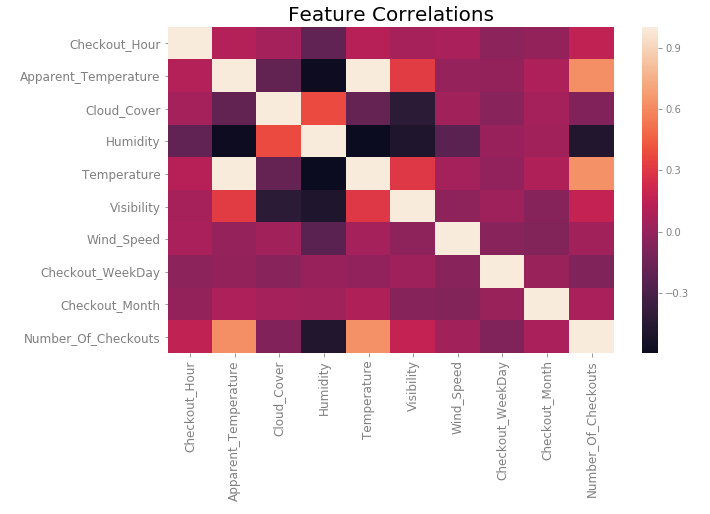 Feature Correlations
Checkout_Hour
Apparent_Temperature
Cloud_Cover
Humidity
Temperature
Visibility
Wind_Speed
Checkout_WeekDay
Checkout_Month
Number_Of_Checkouts
0.9
0.6
0.3
0.0
−0.3
Checkout_Hour
Apparent_Temperature
Cloud_Cover
Humidity
Temperature
Visibility
Wind_Speed
Checkout_WeekDay
Checkout_Month
Number_Of_Checkouts